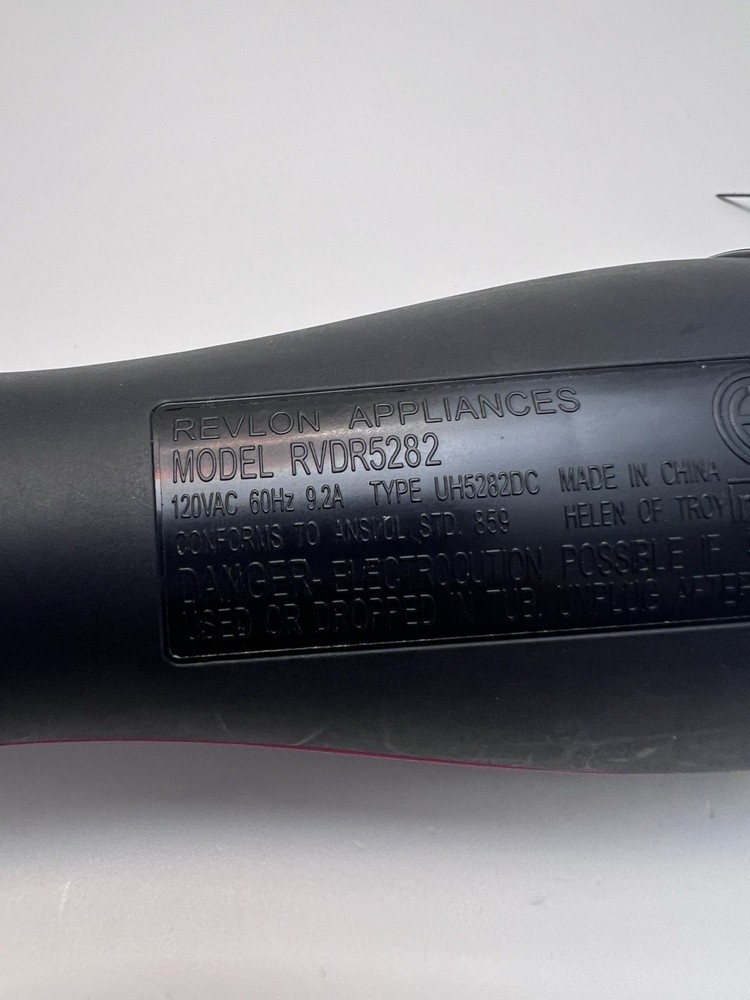 REVLON APPLIANCES
MODEL RVDR5282
120VAC 60Hz 9.2A TYPE UH5282DC MADE IN CHINA
CONFORMS TO ANSI/UL STD. 859 HELEN OF TROY
DANGER- ELECTROCUTION POSSIBLE IF
USED OR DROPPED IN TUB. UNPLUG AFTER